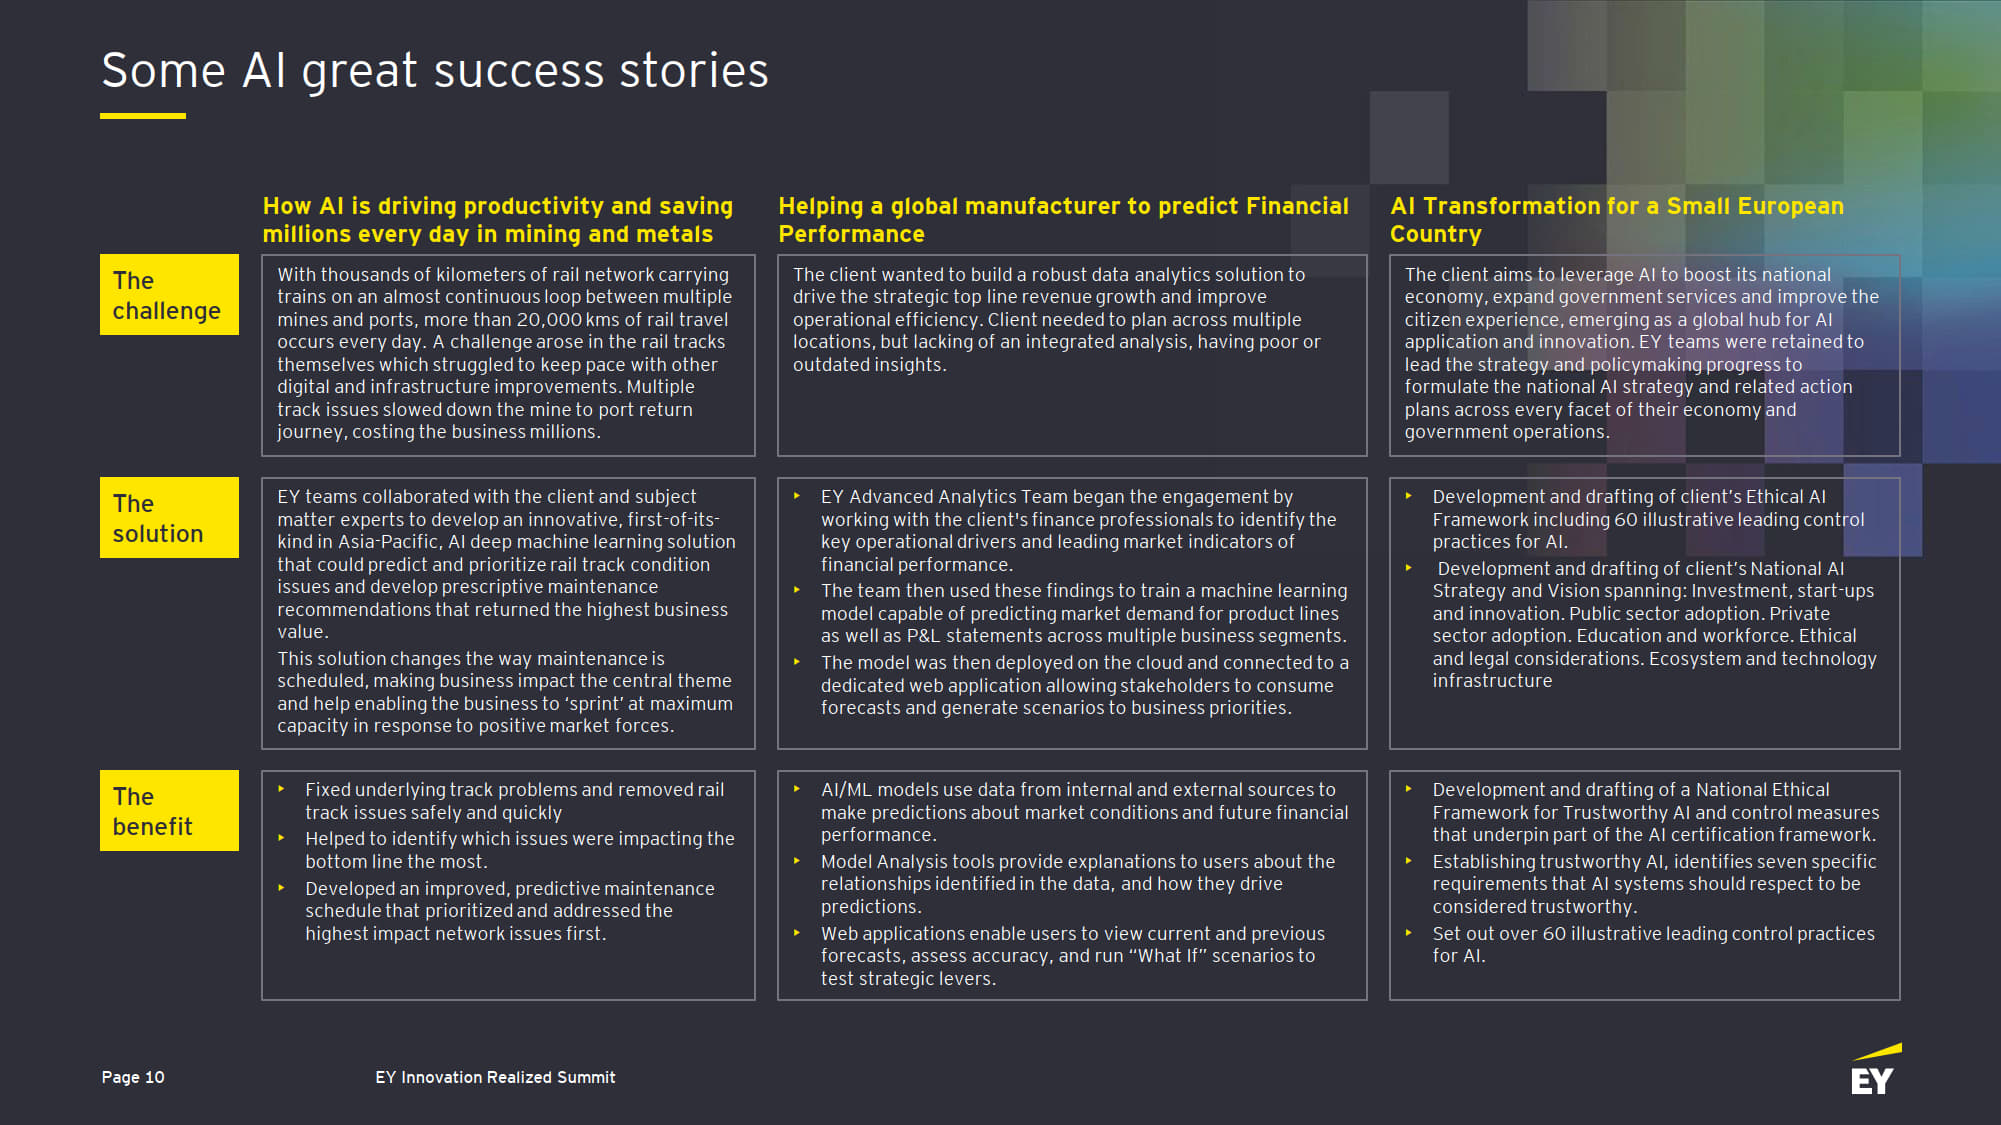 Some AI great success stories
How AI is driving productivity and saving
millions every day in mining and metals
Helping a global manufacturer to predict Financial
Performance
AI Transformation for a Small European
Country
The
challenge
With thousands of kilometers of rail network carrying
trains on an almost continuous loop between multiple
mines and ports, more than 20,000 kms of rail travel
occurs every day. A challenge arose in the rail tracks
themselves which struggled to keep pace with other
digital and infrastructure improvements. Multiple
track issues slowed down the mine to port return
journey, costing the business millions.
The client wanted to build a robust data analytics solution to
drive the strategic top line revenue growth and improve
operational efficiency. Client needed to plan across multiple
locations, but lacking of an integrated analysis, having poor or
outdated insights.
The client aims to leverage AI to boost its national
economy, expand government services and improve the
citizen experience, emerging as a global hub for AI
application and innovation. EY teams were retained to
lead the strategy and policymaking progress to
formulate the national AI strategy and related action
plans across every facet of their economy and
government operations.
The
solution
EY teams collaborated with the client and subject
matter experts to develop an innovative, first-of-its-
kind in Asia-Pacific, AI deep machine learning solution
that could predict and prioritize rail track condition
issues and develop prescriptive maintenance
recommendations that returned the highest business
value.
This solution changes the way maintenance is
scheduled, making business impact the central theme
and help enabling the business to ‘sprint’ at maximum
capacity in response to positive market forces.
‣ EY Advanced Analytics Team began the engagement by
working with the client's finance professionals to identify the
key operational drivers and leading market indicators of
financial performance.
‣ The team then used these findings to train a machine learning
model capable of predicting market demand for product lines
as well as P&L statements across multiple business segments.
‣ The model was then deployed on the cloud and connected to a
dedicated web application allowing stakeholders to consume
forecasts and generate scenarios to business priorities.
‣ Development and drafting of client’s Ethical AI
Framework including 60 illustrative leading control
practices for AI.
‣ Development and drafting of client’s National AI
Strategy and Vision spanning: Investment, start-ups
and innovation. Public sector adoption. Private
sector adoption. Education and workforce. Ethical
and legal considerations. Ecosystem and technology
infrastructure
The
benefit
‣ Fixed underlying track problems and removed rail
track issues safely and quickly
‣ Helped to identify which issues were impacting the
bottom line the most.
‣ Developed an improved, predictive maintenance
schedule that prioritized and addressed the
highest impact network issues first.
‣ AI/ML models use data from internal and external sources to
make predictions about market conditions and future financial
performance.
‣ Model Analysis tools provide explanations to users about the
relationships identified in the data, and how they drive
predictions.
‣ Web applications enable users to view current and previous
forecasts, assess accuracy, and run “What If” scenarios to
test strategic levers.
‣ Development and drafting of a National Ethical
Framework for Trustworthy AI and control measures
that underpin part of the AI certification framework.
‣ Establishing trustworthy AI, identifies seven specific
requirements that AI systems should respect to be
considered trustworthy.
‣ Set out over 60 illustrative leading control practices
for AI.
Page 10
EY Innovation Realized Summit
EY